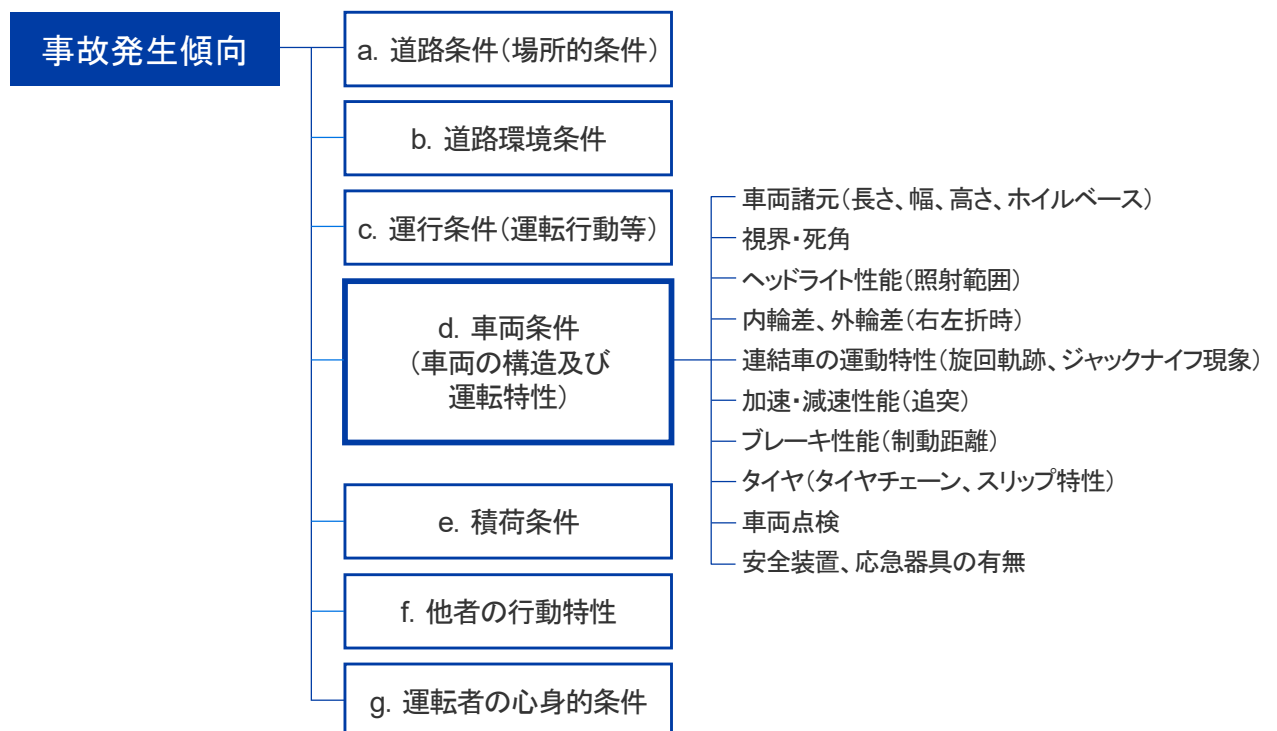 事故発生傾向
a. 道路条件（場所的条件）
b. 道路環境条件
c. 運行条件（運転行動等）
d. 車両条件
（車両の構造及び
運転特性）
車両諸元（長さ、幅、高さ、ホイルベース）
視界・死角
ヘッドライト性能（照射範囲）
内輪差、外輪差（右左折時）
連結車の運動特性（旋回軌跡、ジャックナイフ現象）
加速・減速性能（追突）
ブレーキ性能（制動距離）
タイヤ（タイヤチェーン、スリップ特性）
車両点検
安全装置、応急器具の有無
e. 積荷条件
f. 他者の行動特性
g. 運転者の心身的条件